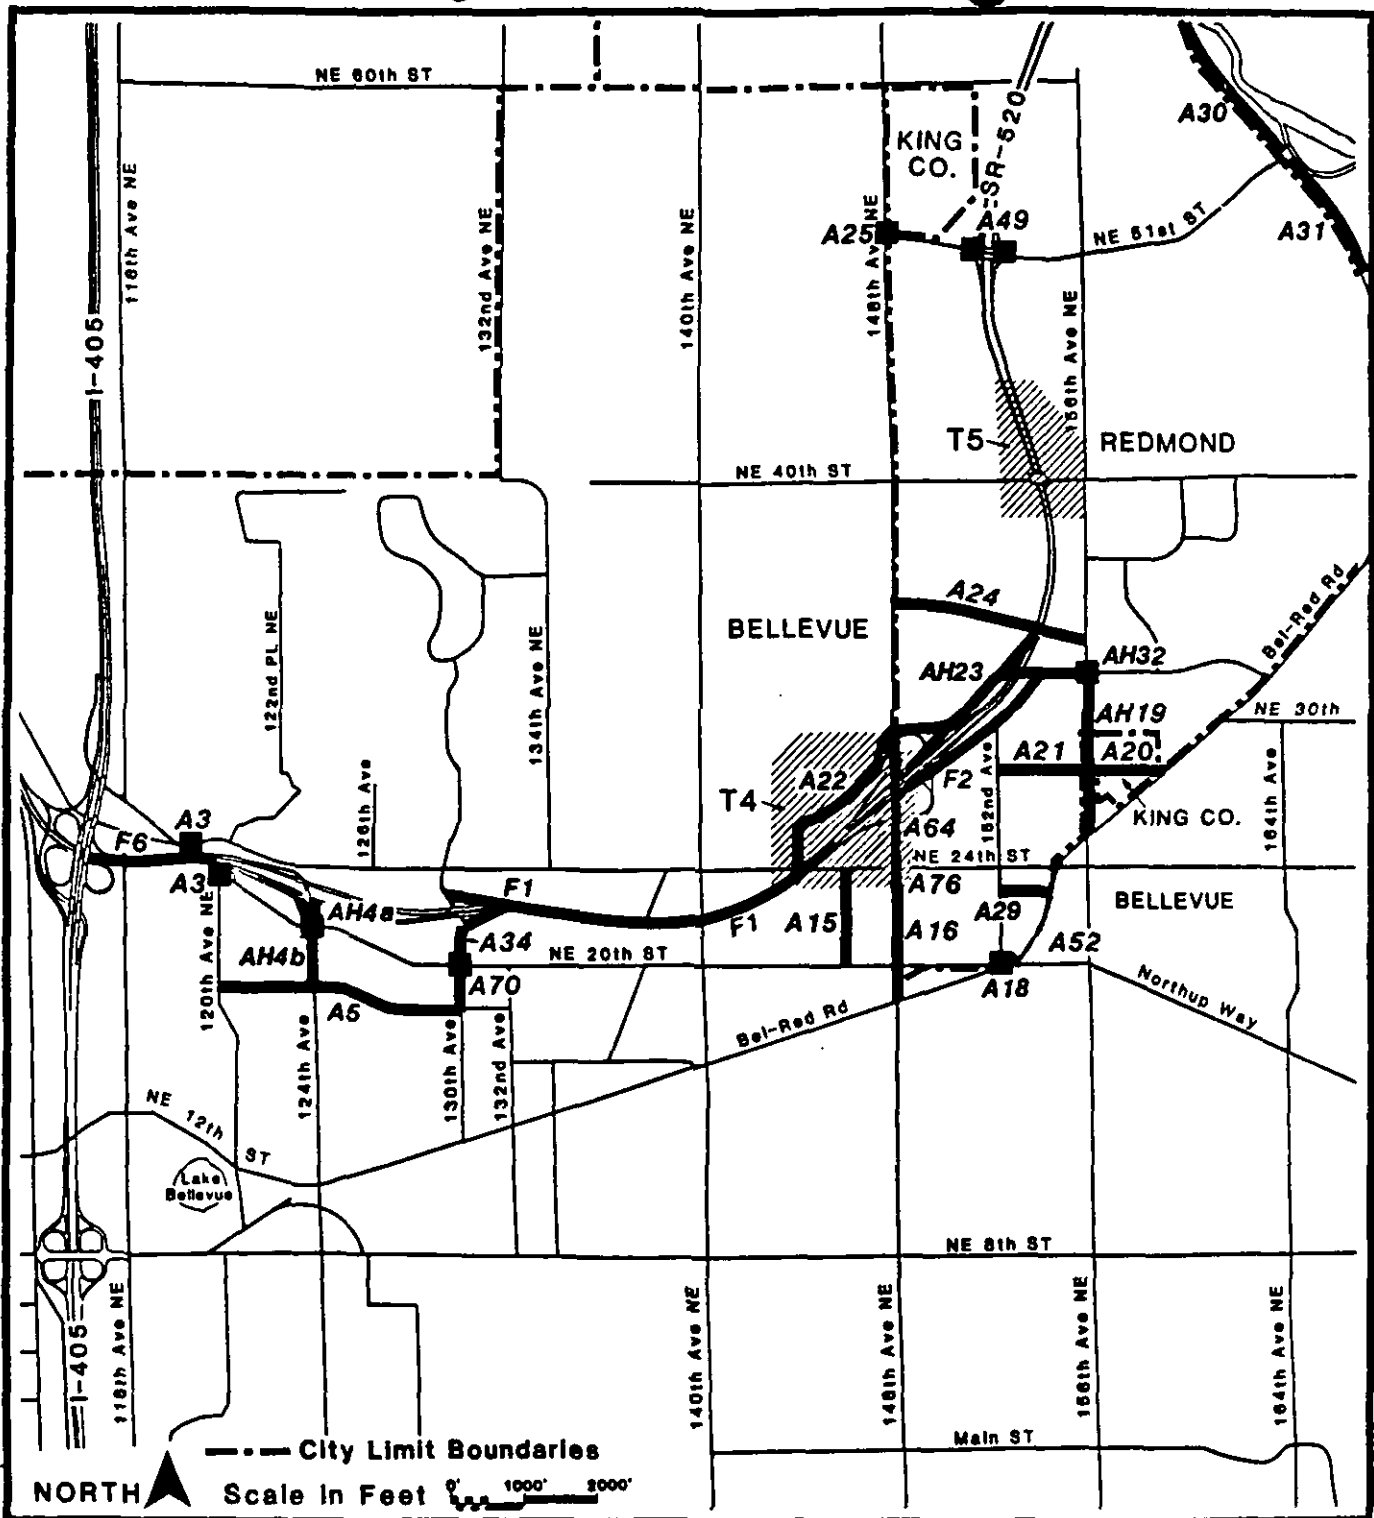 NE 60th ST
A30
SR-520
KING
CO.
116th Ave NE
132nd Ave NE
140th Ave NE
148th Ave NE
A25
A49
NE 51st ST
A31
I-405
156th Ave NE
T5
REDMOND
NE 40th ST
A24
BELLEVUE
Bel-Red Rd
122nd PL NE
134th Ave NE
AH23
AH32
AH19
NE 30th
A22
A21
A20
F2
T4
152nd Ave
164th Ave
KING CO.
126th Ave
F6
A3
A64
NE 24th ST
A3
F1
A76
BELLEVUE
120th Ave NE
AH4a
F1
A15
A29
A16
A34
AH4b
NE 20th ST
A52
A70
A18
Northup Way
A5
Bel-Red Rd
124th Ave
130th Ave
132nd Ave
NE 12th
ST
Lake
Bellevue
NE 8th ST
I-405
116th Ave NE
140th Ave NE
148th Ave NE
156th Ave NE
164th Ave NE
Main ST
City Limit Boundaries
NORTH
Scale in Feet
0' 1000' 2000'